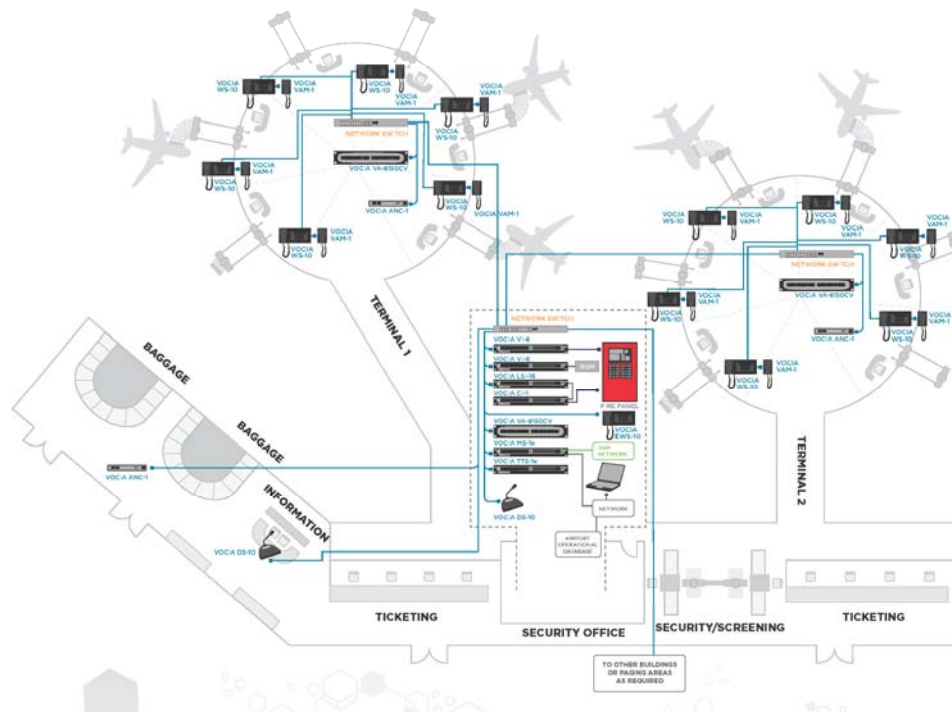 VOCIA
WS-10
VOCIA
VAM-1
VOCIA
WS-10
VOCIA
VAM-1
VOCIA
VAM-1
VOCIA
WS-10
NETWORK SWITCH
VOCIA VA-8150CV
VOCIA
WS-10
VOCIA
VAM-1
VOCIA
WS-10
VOCIA VAM-1
VOCIA ANC-1
VOCIA
WS-10
VOCIA
VAM-1
VOCIA
WS-10
VOCIA
VAM-1
VOCIA
WS-10
VOCIA
VAM-1
VOCIA
WS-10
VOCIA
VAM-1
NETWORK SWITCH
VOCIA VA-8150CV
VOCIA
WS-10
VOCIA
VAM-1
VOCIA
WS-10
VOCIA
VAM-1
VOCIA ANC-1
VOCIA
WS-10
VOCIA
VAM-1
TERMINAL 1
TERMINAL 2
NETWORK SWITCH
VOCIA LS-16
VOCIA CI-1
BGM
FIRE PANEL
VOCIA
EWS-10
VOCIA VA-8150CV
VOCIA MS-1e
VOCIA TTS-1e
VOIP
NETWORK
VOCIA DS-10
NETWORK
AIRPORT
OPERATIONAL
DATABASE
BAGGAGE
BAGGAGE
INFORMATION
VOCIA ANC-1
VOCIA DS-10
TICKETING
SECURITY OFFICE
SECURITY/SCREENING
TICKETING
TO OTHER BUILDINGS
OR PAGING AREAS
AS REQUIRED